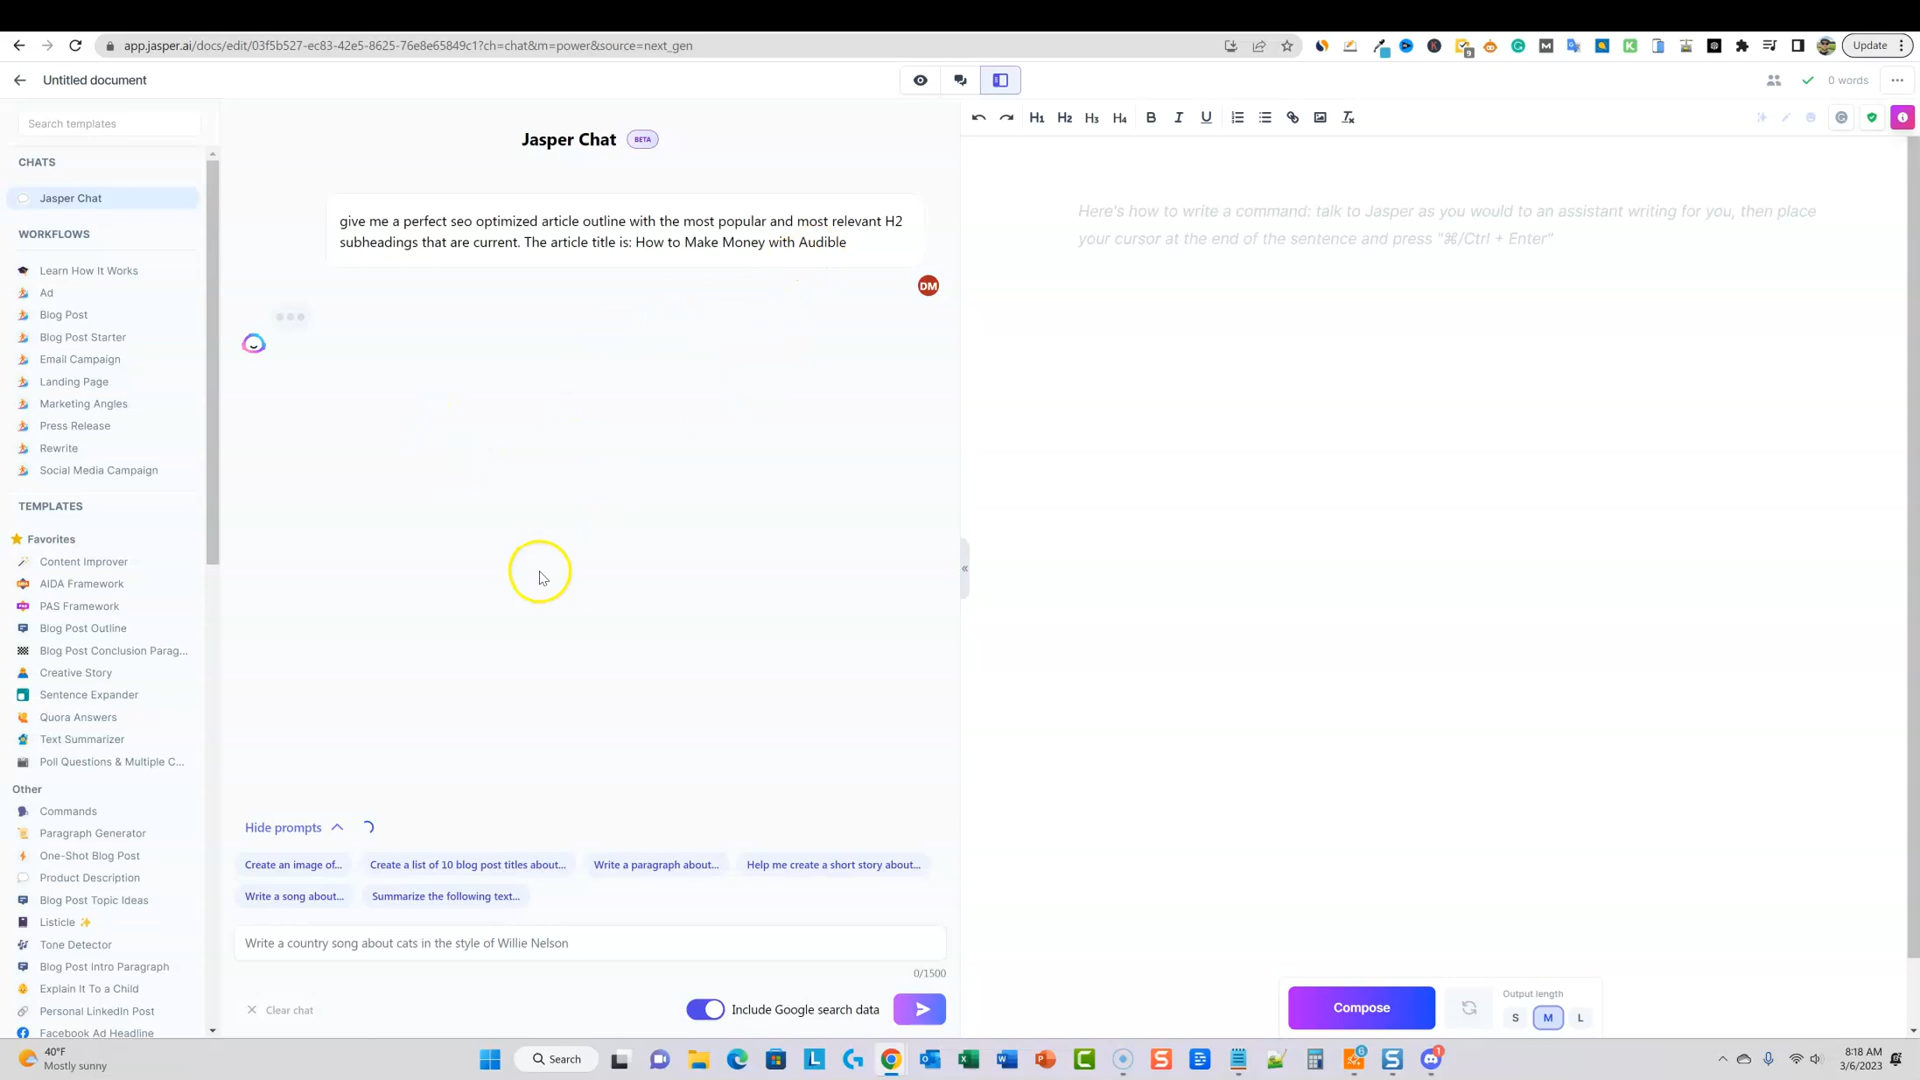 app.jasper.ai/docs/edit/03f5b527-ec83-42e5-8625-76e8e65849c1?ch=chat&m=power&source=next_gen
Update
Untitled document
0 words
Search templates
CHATS
Jasper Chat
WORKFLOWS
Learn How It Works
Ad
Blog Post
Blog Post Starter
Email Campaign
Landing Page
Marketing Angles
Press Release
Rewrite
Social Media Campaign
TEMPLATES
Favorites
Content Improver
AIDA Framework
PAS Framework
Blog Post Outline
Blog Post Conclusion Parag...
Creative Story
Sentence Expander
Quora Answers
Text Summarizer
Poll Questions & Multiple C...
Other
Commands
Paragraph Generator
One-Shot Blog Post
Product Description
Blog Post Topic Ideas
Listicle ✨
Tone Detector
Blog Post Intro Paragraph
Explain It To a Child
Personal LinkedIn Post
Facebook Ad Headline
Jasper Chat BETA
give me a perfect seo optimized article outline with the most popular and most relevant H2
subheadings that are current. The article title is: How to Make Money with Audible
DM
Hide prompts
Create an image of... Create a list of 10 blog post titles about... Write a paragraph about... Help me create a short story about...
Write a song about... Summarize the following text...
Write a country song about cats in the style of Willie Nelson
0/1500
Clear chat
Include Google search data
H1 H2 H3 H4 B I U
Here's how to write a command: talk to Jasper as you would to an assistant writing for you, then place
your cursor at the end of the sentence and press "⌘/Ctrl + Enter"
Compose
Output length
S M L
40°F
Mostly sunny
Search
8:18 AM
3/6/2023